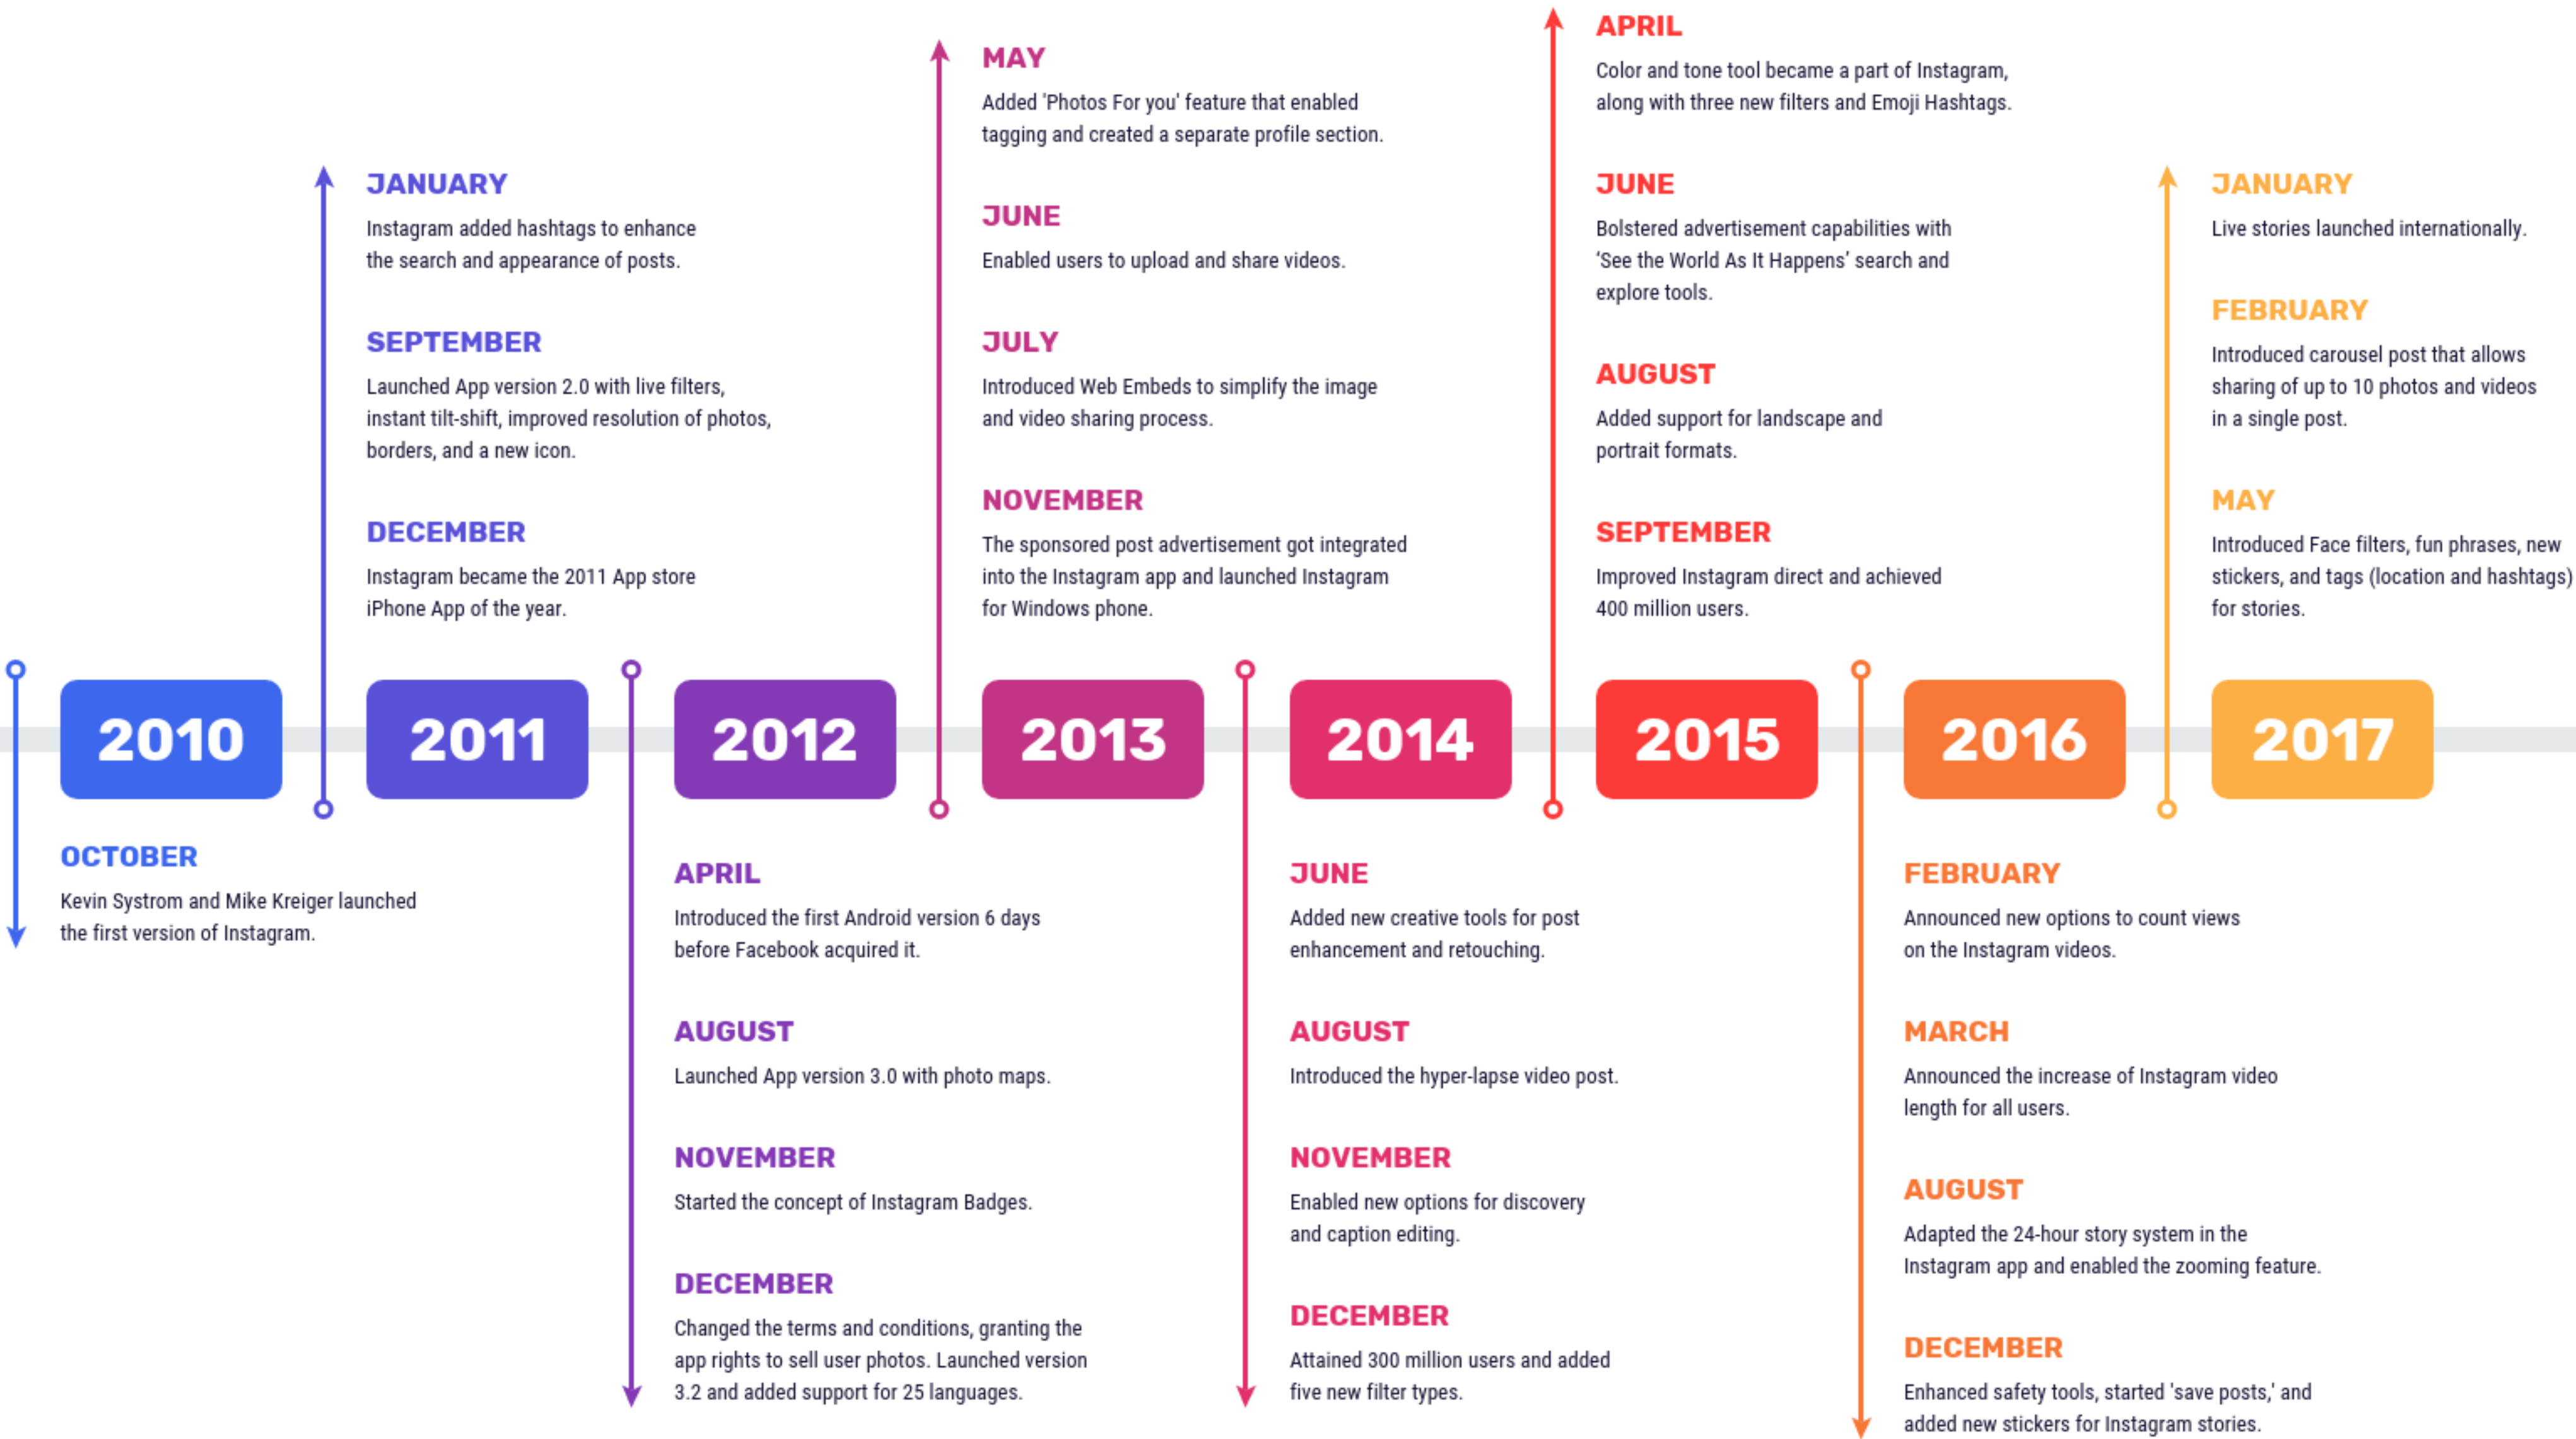 2010
OCTOBER
Kevin Systrom and Mike Kreiger launched
the first version of Instagram.
2011
JANUARY
Instagram added hashtags to enhance
the search and appearance of posts.
SEPTEMBER
Launched App version 2.0 with live filters,
instant tilt-shift, improved resolution of photos,
borders, and a new icon.
DECEMBER
Instagram became the 2011 App store
iPhone App of the year.
2012
APRIL
Introduced the first Android version 6 days
before Facebook acquired it.
AUGUST
Launched App version 3.0 with photo maps.
NOVEMBER
Started the concept of Instagram Badges.
DECEMBER
Changed the terms and conditions, granting the
app rights to sell user photos. Launched version
3.2 and added support for 25 languages.
2013
MAY
Added 'Photos For you' feature that enabled
tagging and created a separate profile section.
JUNE
Enabled users to upload and share videos.
JULY
Introduced Web Embeds to simplify the image
and video sharing process.
NOVEMBER
The sponsored post advertisement got integrated
into the Instagram app and launched Instagram
for Windows phone.
2014
JUNE
Added new creative tools for post
enhancement and retouching.
AUGUST
Introduced the hyper-lapse video post.
NOVEMBER
Enabled new options for discovery
and caption editing.
DECEMBER
Attained 300 million users and added
five new filter types.
2015
APRIL
Color and tone tool became a part of Instagram,
along with three new filters and Emoji Hashtags.
JUNE
Bolstered advertisement capabilities with
‘See the World As It Happens’ search and
explore tools.
AUGUST
Added support for landscape and
portrait formats.
SEPTEMBER
Improved Instagram direct and achieved
400 million users.
2016
FEBRUARY
Announced new options to count views
on the Instagram videos.
MARCH
Announced the increase of Instagram video
length for all users.
AUGUST
Adapted the 24-hour story system in the
Instagram app and enabled the zooming feature.
DECEMBER
Enhanced safety tools, started 'save posts,' and
added new stickers for Instagram stories.
2017
JANUARY
Live stories launched internationally.
FEBRUARY
Introduced carousel post that allows
sharing of up to 10 photos and videos
in a single post.
MAY
Introduced Face filters, fun phrases, new
stickers, and tags (location and hashtags)
for stories.